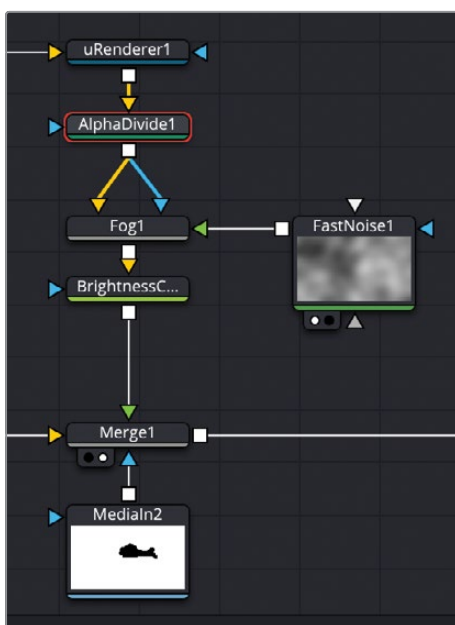 uRenderer1
AlphaDivide1
Fog1
FastNoise1
BrightnessC...
Merge1
MediaIn2